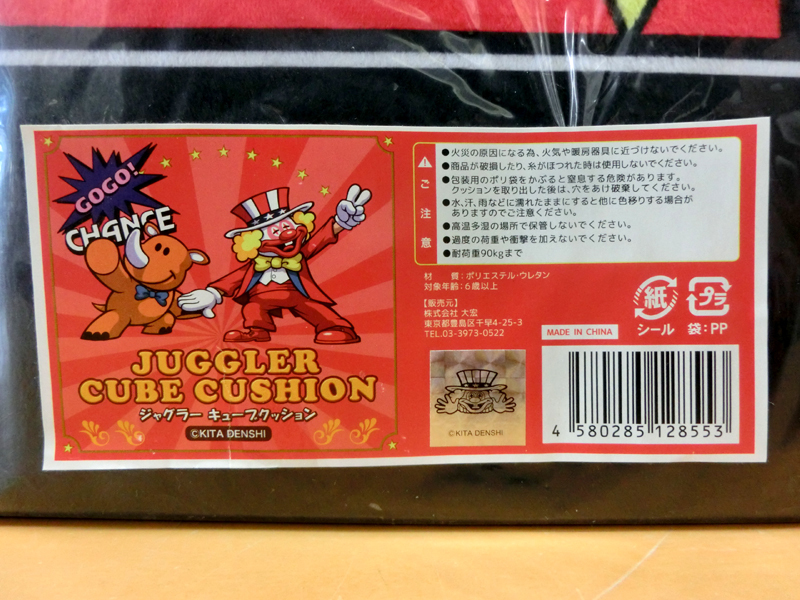 GOGO!
CHANCE
JUGGLER
CUBE CUSHION
ジャグラー キューブクッション
©KITA DENSHI
ご注意
●火災の原因になる為、火気や暖房器具に近づけないでください。
●商品が破損したり、糸がほつれた時は使用しないでください。
●包装用のポリ袋をかぶると窒息する危険があります。
クッションを取り出した後は、穴をあけ破棄してください。
●水、汗、雨などに濡れたままにすると他に色移りする場合が
ありますのでご注意ください。
●高温多湿の場所で保管しないでください。
●過度の荷重や衝撃を加えないでください。
●耐荷重90kgまで
材 質：ポリエステル・ウレタン
対象年齢：6歳以上
【販売元】
株式会社 大宏
東京都豊島区千早4-25-3
TEL.03-3973-0522
紙
シール
プラ
袋：PP
MADE IN CHINA
©KITA DENSHI
4 580285 128553